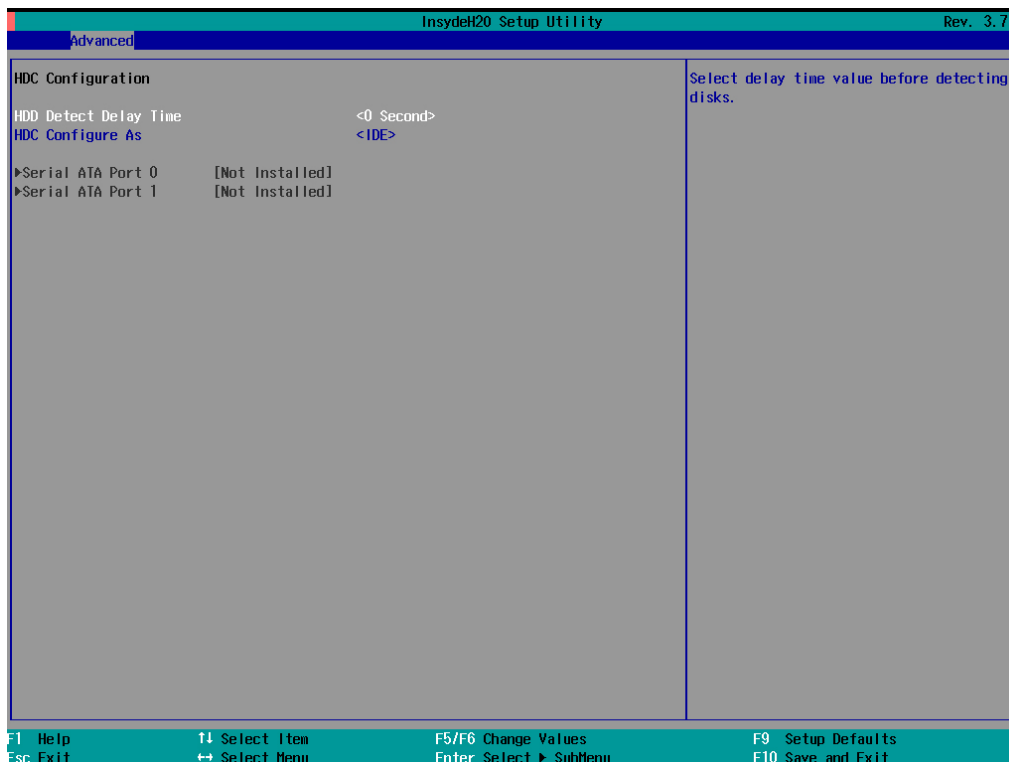 InsydeH2O Setup Utility Rev. 3.7
Advanced
HDC Configuration
Select delay time value before detecting
disks.
HDD Detect Delay Time <0 Second>
HDC Configure As <IDE>
▶Serial ATA Port 0 [Not Installed]
▶Serial ATA Port 1 [Not Installed]
F1 Help ↑↓ Select Item F5/F6 Change Values F9 Setup Defaults
Esc Exit ↔ Select Menu Enter Select ▶ SubMenu F10 Save and Exit